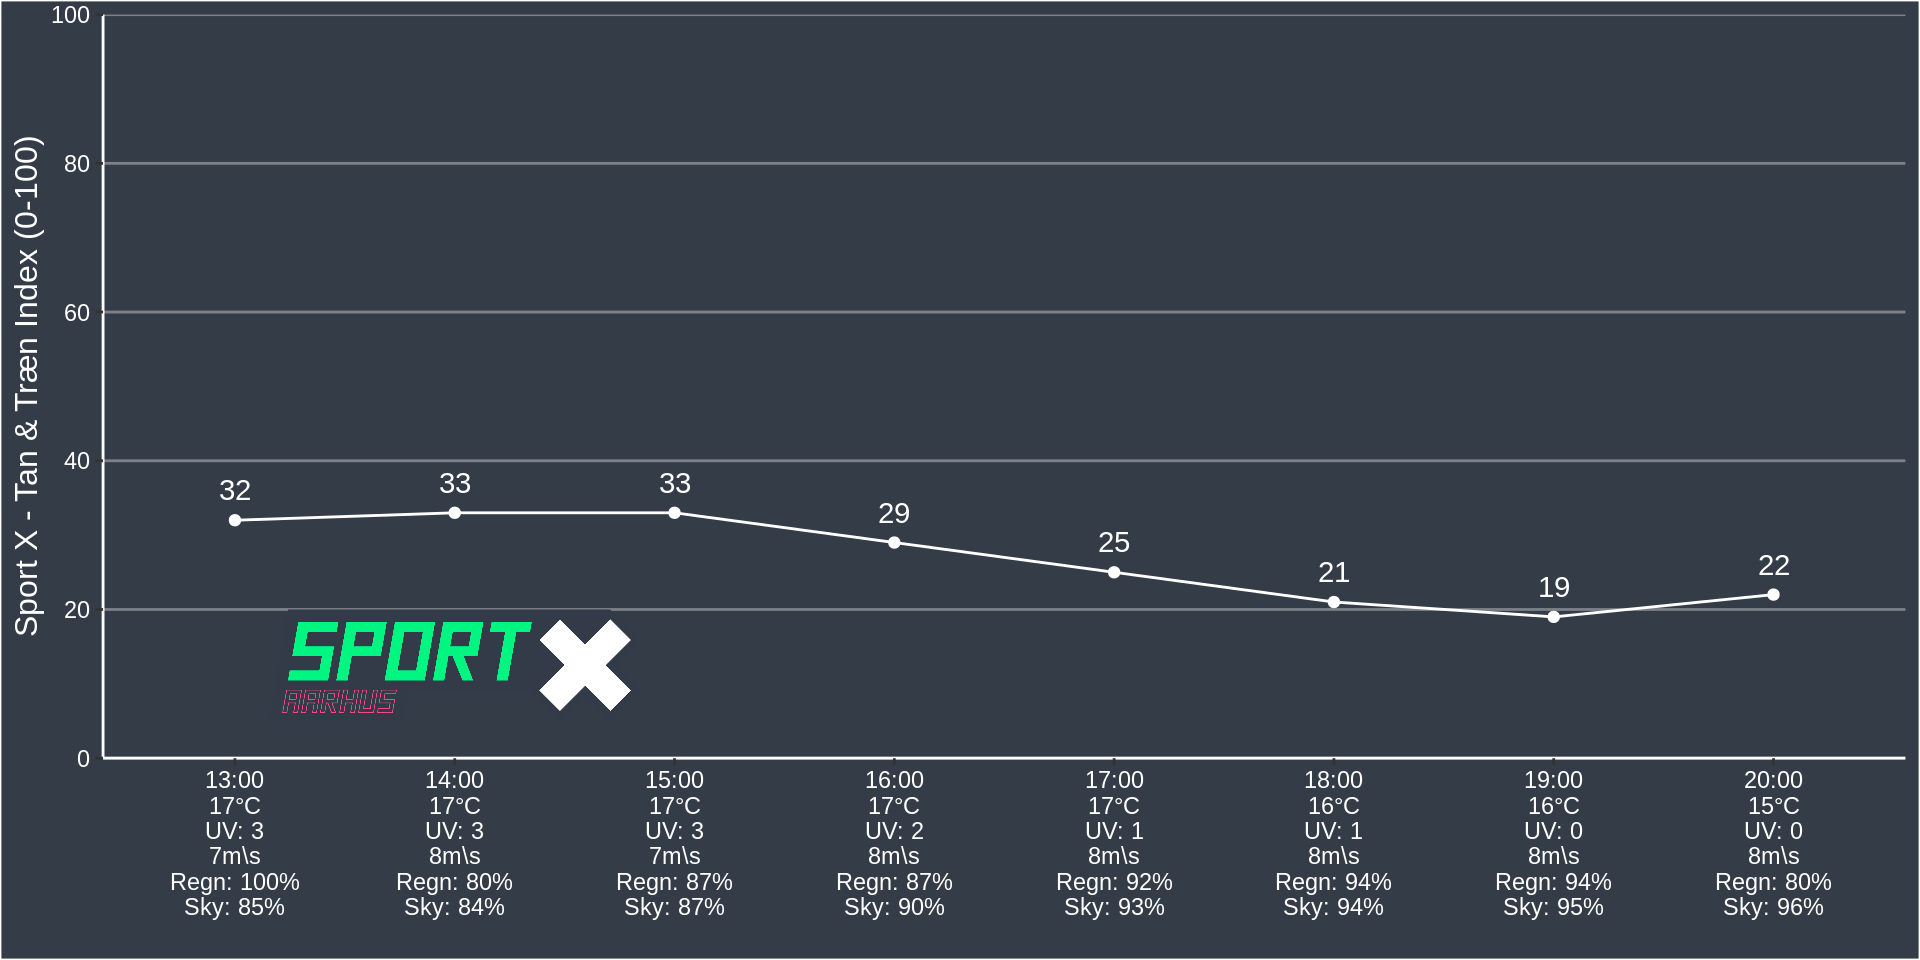 Sport X - Tan & Træn Index (0-100)
100
80
60
40
20
0
32
33
33
29
25
21
19
22
SPORT X
AARHUS
13:00
17°C
UV: 3
7m\s
Regn: 100%
Sky: 85%
14:00
17°C
UV: 3
8m\s
Regn: 80%
Sky: 84%
15:00
17°C
UV: 3
7m\s
Regn: 87%
Sky: 87%
16:00
17°C
UV: 2
8m\s
Regn: 87%
Sky: 90%
17:00
17°C
UV: 1
8m\s
Regn: 92%
Sky: 93%
18:00
16°C
UV: 1
8m\s
Regn: 94%
Sky: 94%
19:00
16°C
UV: 0
8m\s
Regn: 94%
Sky: 95%
20:00
15°C
UV: 0
8m\s
Regn: 80%
Sky: 96%